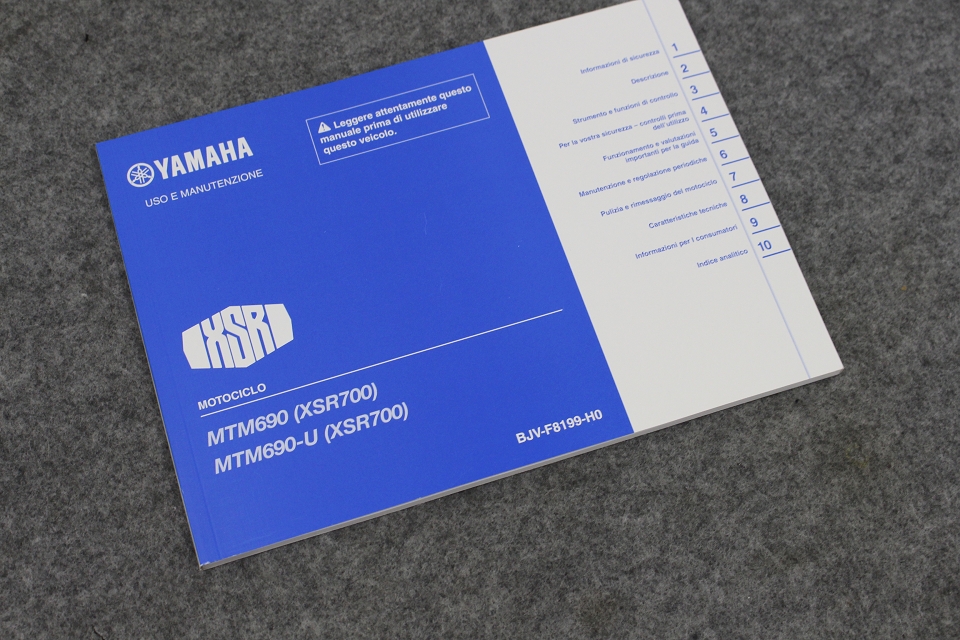 YAMAHA
USO E MANUTENZIONE
Leggere attentamente questo
manuale prima di utilizzare
questo veicolo.
XSR
MOTOCICLO
MTM690 (XSR700)
MTM690-U (XSR700)
BJV-F8199-H0
Informazioni di sicurezza 1
Descrizione 2
Strumento e funzioni di controllo 3
Per la vostra sicurezza – controlli prima
dell'utilizzo 4
Funzionamento e valutazioni
importanti per la guida 5
Manutenzione e regolazione periodiche 6
Pulizia e rimessaggio del motociclo 7
Caratteristiche tecniche 8
Informazioni per i consumatori 9
Indice analitico 10